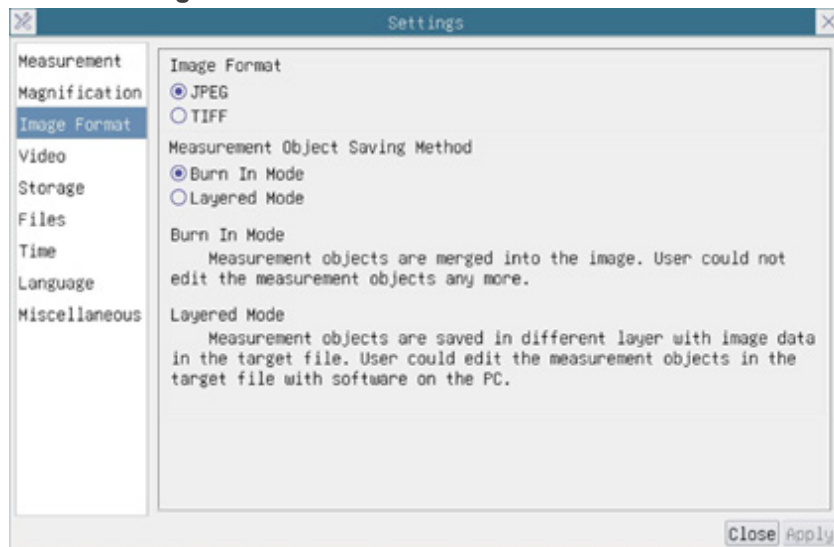 Settings
Measurement
Magnification
Image Format
Video
Storage
Files
Time
Language
Miscellaneous
Image Format
JPEG
TIFF
Measurement Object Saving Method
Burn In Mode
Layered Mode
Burn In Mode
Measurement objects are merged into the image. User could not
edit the measurement objects any more.
Layered Mode
Measurement objects are saved in different layer with image data
in the target file. User could edit the measurement objects in the
target file with software on the PC.
Close Apply